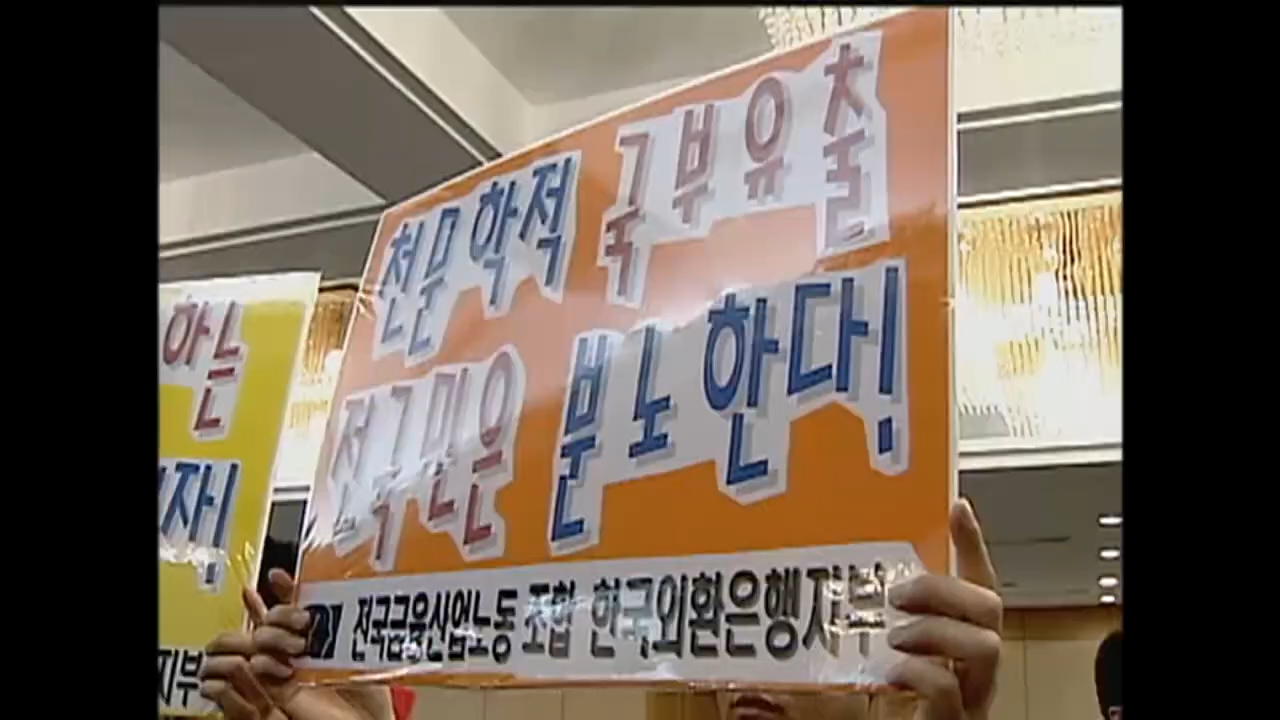 천문학적 국부유출
전국민은 분노한다!
전국금융산업노동조합 한국외환은행지부
하는
자!
지부